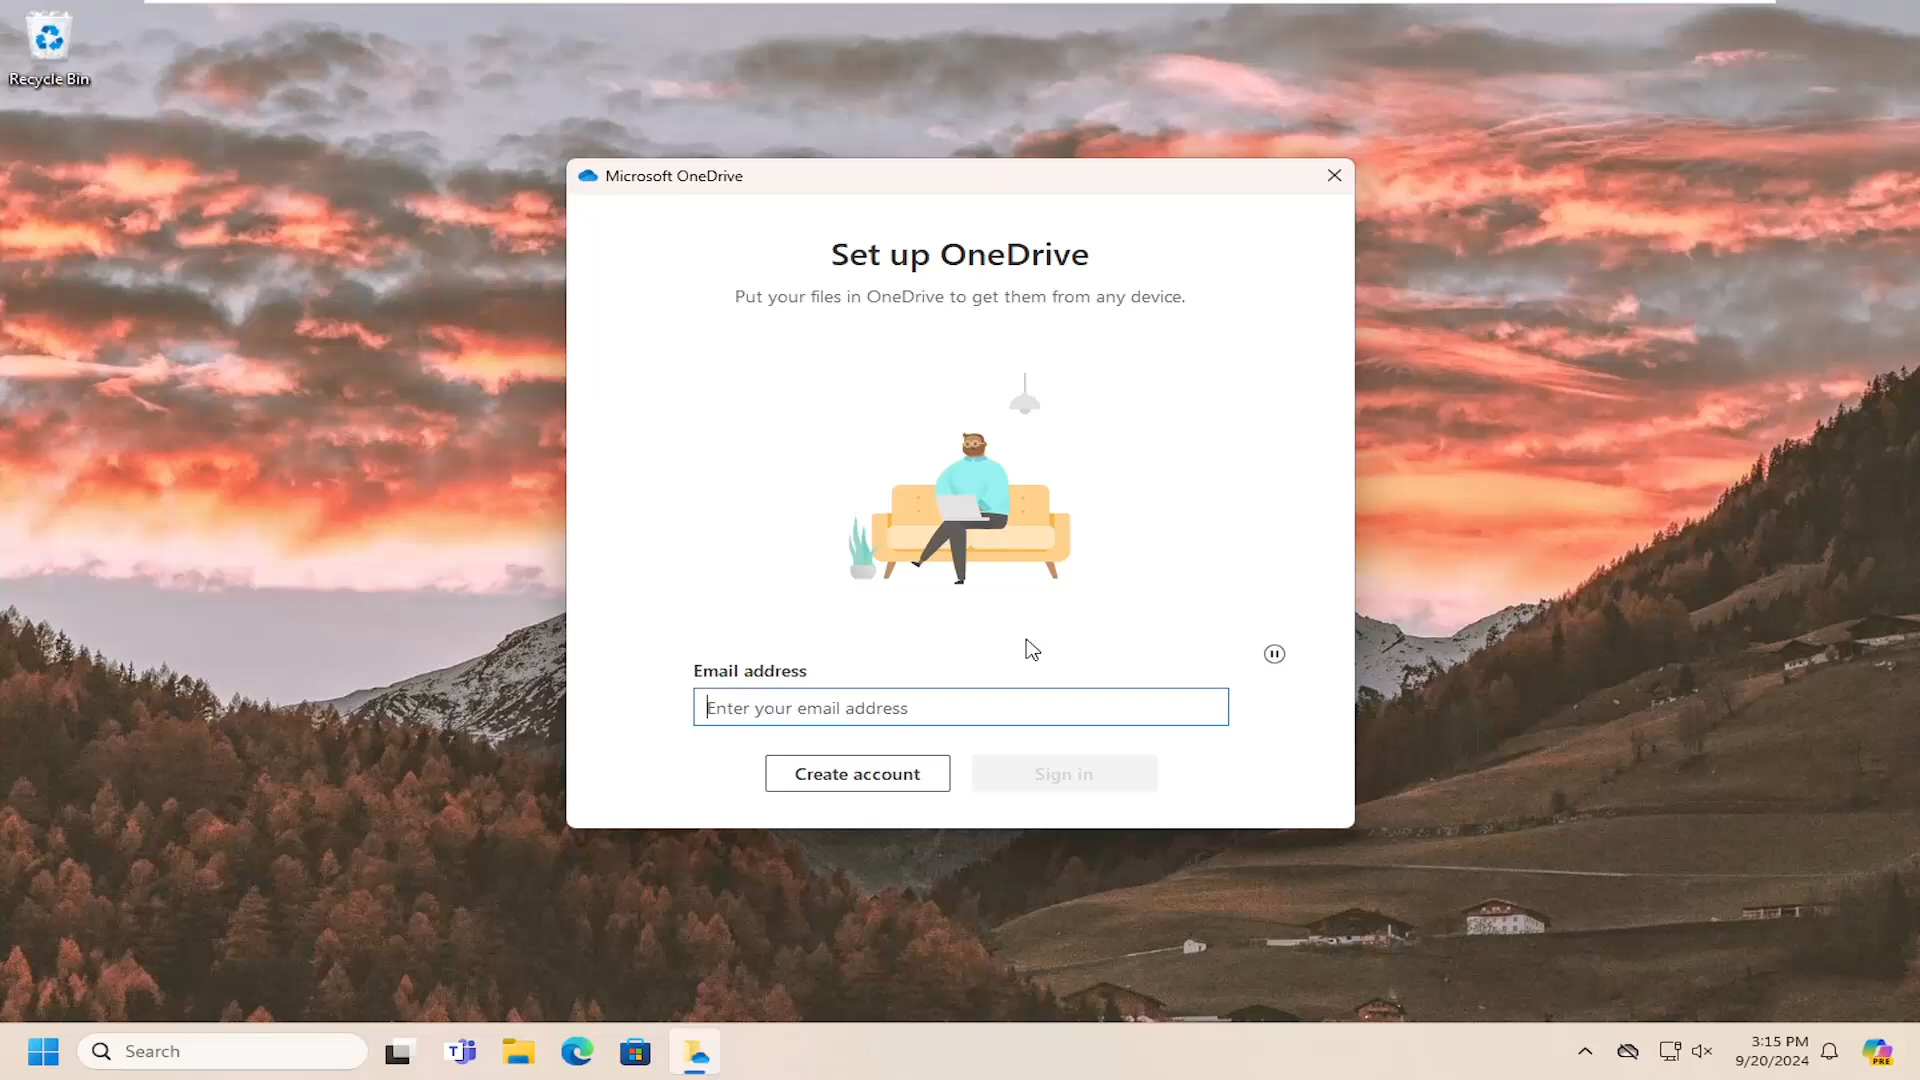 Recycle Bin
Microsoft OneDrive
Set up OneDrive
Put your files in OneDrive to get them from any device.
Email address
Enter your email address
Create account
Sign in
Search
T
3:15 PM
9/20/2024
PRE